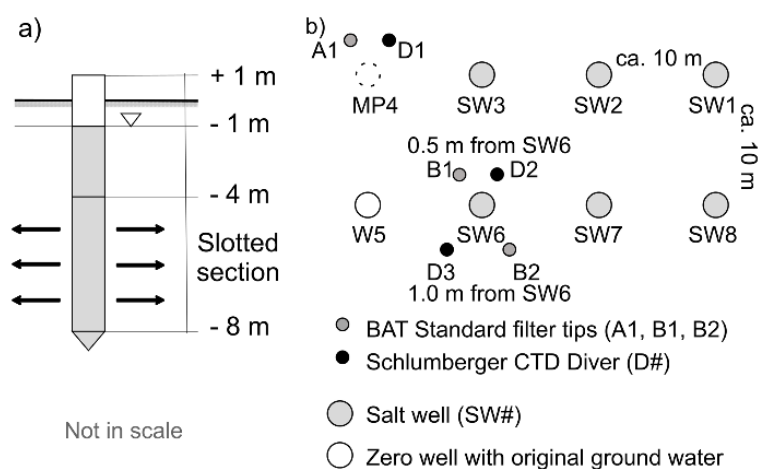 a)
+ 1 m
- 1 m
- 4 m
Slotted
section
- 8 m
Not in scale
b)
A1 D1
ca. 10 m
MP4 SW3 SW2 SW1
ca. 10 m
0.5 m from SW6
B1 D2
W5 SW6 SW7 SW8
D3 B2
1.0 m from SW6
BAT Standard filter tips (A1, B1, B2)
Schlumberger CTD Diver (D#)
Salt well (SW#)
Zero well with original ground water